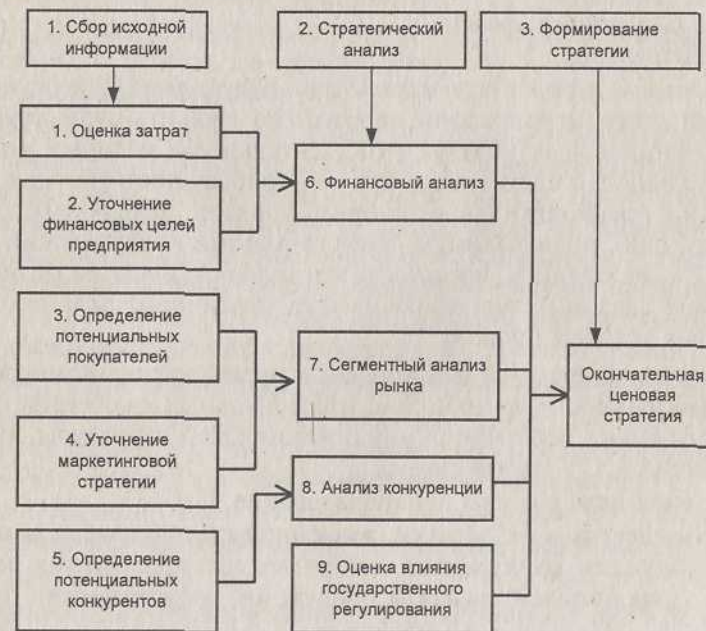 1. Сбор исходной
информации
2. Стратегический
анализ
3. Формирование
стратегии
1. Оценка затрат
2. Уточнение
финансовых целей
предприятия
3. Определение
потенциальных
покупателей
4. Уточнение
маркетинговой
стратегии
5. Определение
потенциальных
конкурентов
6. Финансовый анализ
7. Сегментный анализ
рынка
8. Анализ конкуренции
9. Оценка влияния
государственного
регулирования
Окончательная
ценовая
стратегия